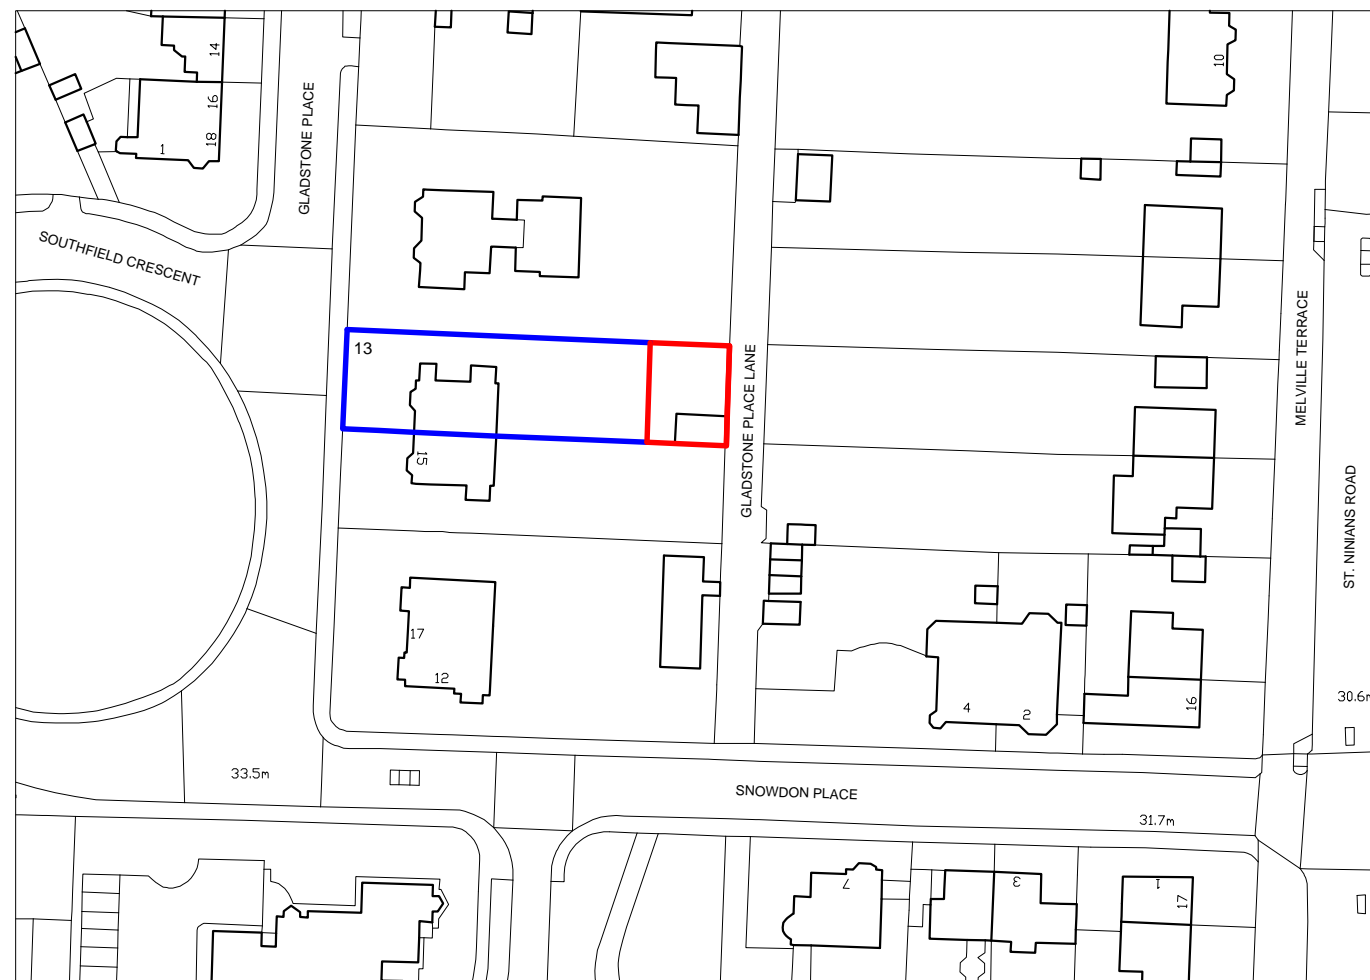 14
10
GLADSTONE PLACE
16
18
1
SOUTHFIELD CRESCENT
13
MELVILLE TERRACE
GLADSTONE PLACE LANE
15
ST. NINIANS ROAD
17
12
4
2
16
30.6m
33.5m
SNOWDON PLACE
31.7m
7
3
1
17